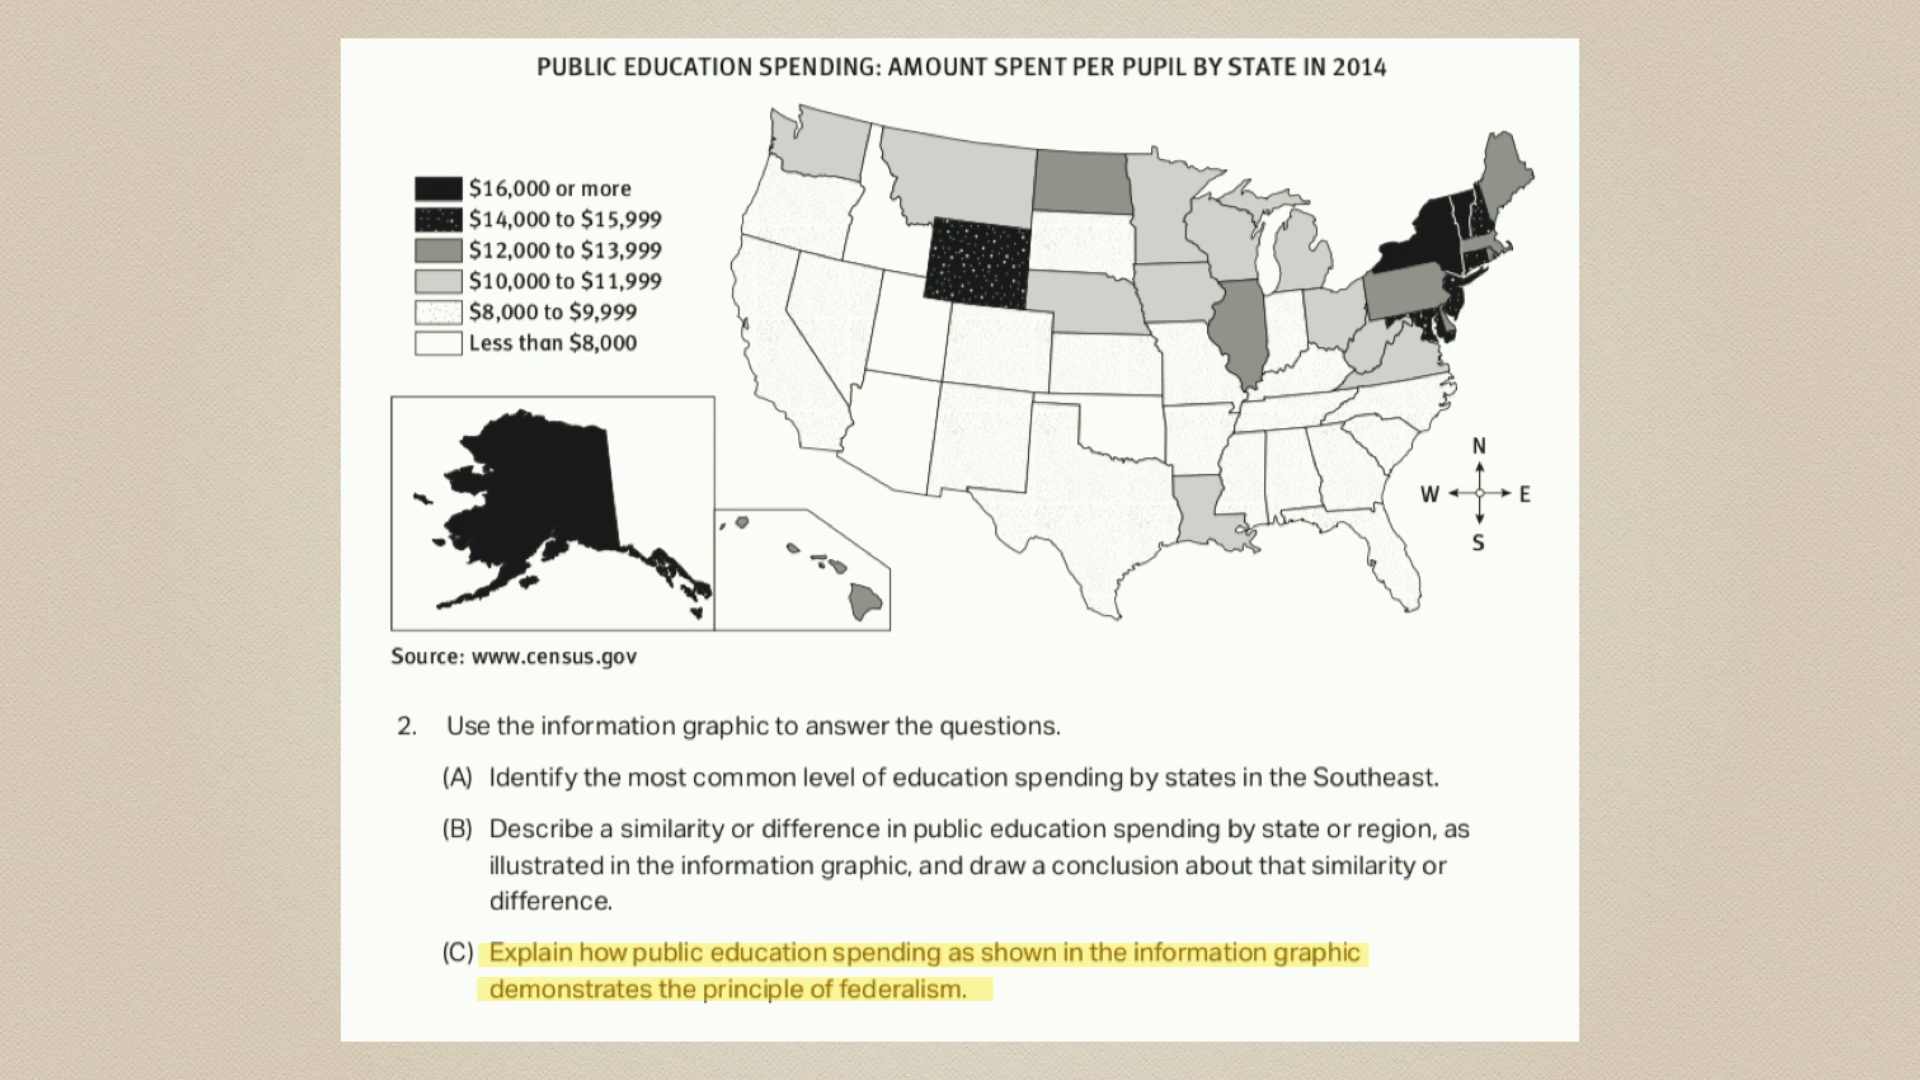 PUBLIC EDUCATION SPENDING: AMOUNT SPENT PER PUPIL BY STATE IN 2014
$16,000 or more
$14,000 to $15,999
$12,000 to $13,999
$10,000 to $11,999
$8,000 to $9,999
Less than $8,000
N
W E
S
Source: www.census.gov
2. Use the information graphic to answer the questions.
(A) Identify the most common level of education spending by states in the Southeast.
(B) Describe a similarity or difference in public education spending by state or region, as
illustrated in the information graphic, and draw a conclusion about that similarity or
difference.
(C) Explain how public education spending as shown in the information graphic
demonstrates the principle of federalism.